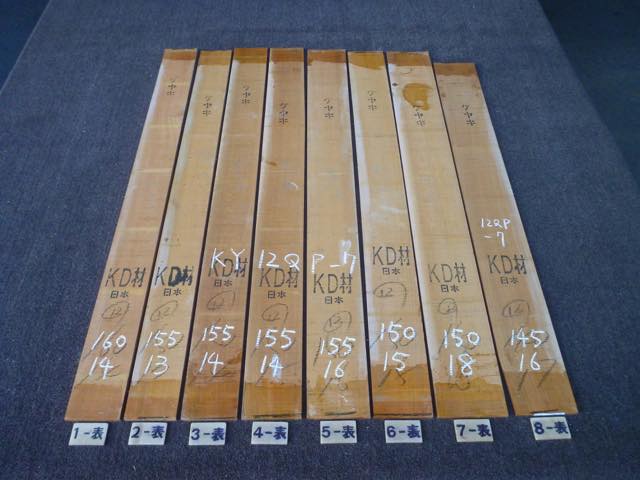 ケヤキ
ケヤキ
ケヤキ
ケヤキ
ケヤキ
ケヤキ
ケヤキ
ケヤキ
KY 12Q P-7
12QP
-7
KD材
日本
KD材
日本
KD材
日本
KD材
日本
KD材
日本
KD材
日本
KD材
日本
KD材
日本
160
14
155
13
155
14
155
14
155
16
150
15
150
18
145
16
1-表
2-表
3-表
4-表
5-表
6-表
7-表
8-表